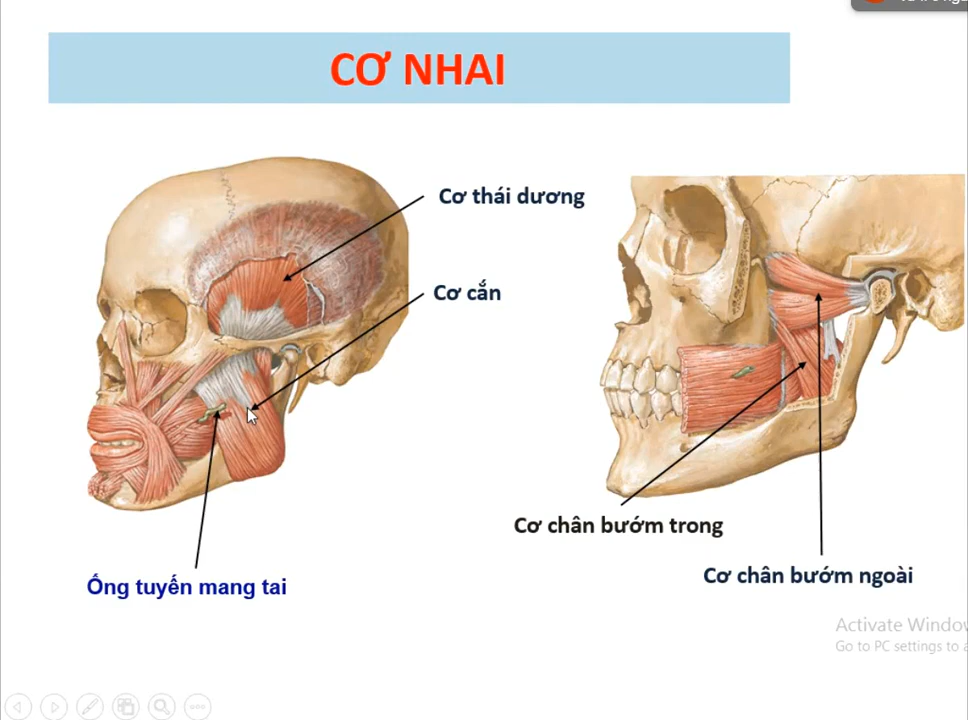 CƠ NHAI
Cơ thái dương
Cơ cắn
Cơ chân bướm trong
Cơ chân bướm ngoài
Ống tuyến mang tai
Activate Window
Go to PC settings to a